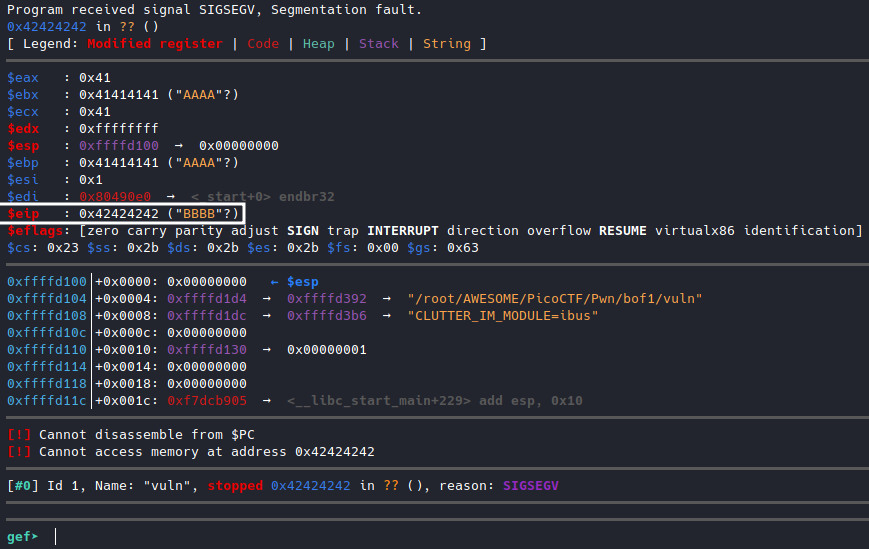 Program received signal SIGSEGV, Segmentation fault.
0x42424242 in ?? ()
[ Legend: Modified register | Code | Heap | Stack | String ]
$eax   : 0x41
$ebx   : 0x41414141 ("AAAA"?)
$ecx   : 0x41
$edx   : 0xffffffff
$esp   : 0xffffd100  →  0x00000000
$ebp   : 0x41414141 ("AAAA"?)
$esi   : 0x1
$edi   : 0x80490e0  →  <_start+0> endbr32
$eip   : 0x42424242 ("BBBB"?)
$eflags: [zero carry parity adjust SIGN trap INTERRUPT direction overflow RESUME virtualx86 identification]
$cs: 0x23 $ss: 0x2b $ds: 0x2b $es: 0x2b $fs: 0x00 $gs: 0x63
0xffffd100│+0x0000: 0x00000000   ← $esp
0xffffd104│+0x0004: 0xffffd1d4  →  0xffffd392  →  "/root/AWESOME/PicoCTF/Pwn/bof1/vuln"
0xffffd108│+0x0008: 0xffffd1dc  →  0xffffd3b6  →  "CLUTTER_IM_MODULE=ibus"
0xffffd10c│+0x000c: 0x00000000
0xffffd110│+0x0010: 0xffffd130  →  0x00000001
0xffffd114│+0x0014: 0x00000000
0xffffd118│+0x0018: 0x00000000
0xffffd11c│+0x001c: 0xf7dcb905  →  <__libc_start_main+229> add esp, 0x10
[!] Cannot disassemble from $PC
[!] Cannot access memory at address 0x42424242
[#0] Id 1, Name: "vuln", stopped 0x42424242 in ?? (), reason: SIGSEGV
gef➤